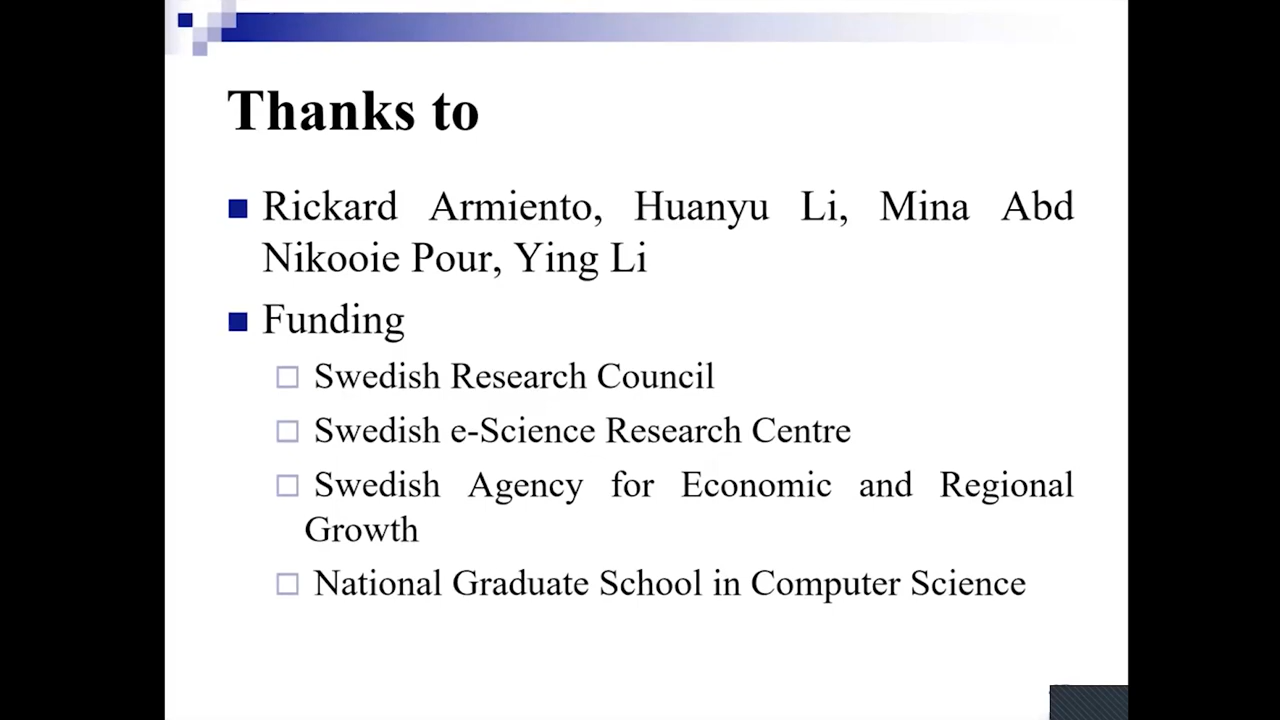 Thanks to
Rickard Armiento, Huanyu Li, Mina Abd
Nikooie Pour, Ying Li
Funding
Swedish Research Council
Swedish e-Science Research Centre
Swedish Agency for Economic and Regional
Growth
National Graduate School in Computer Science